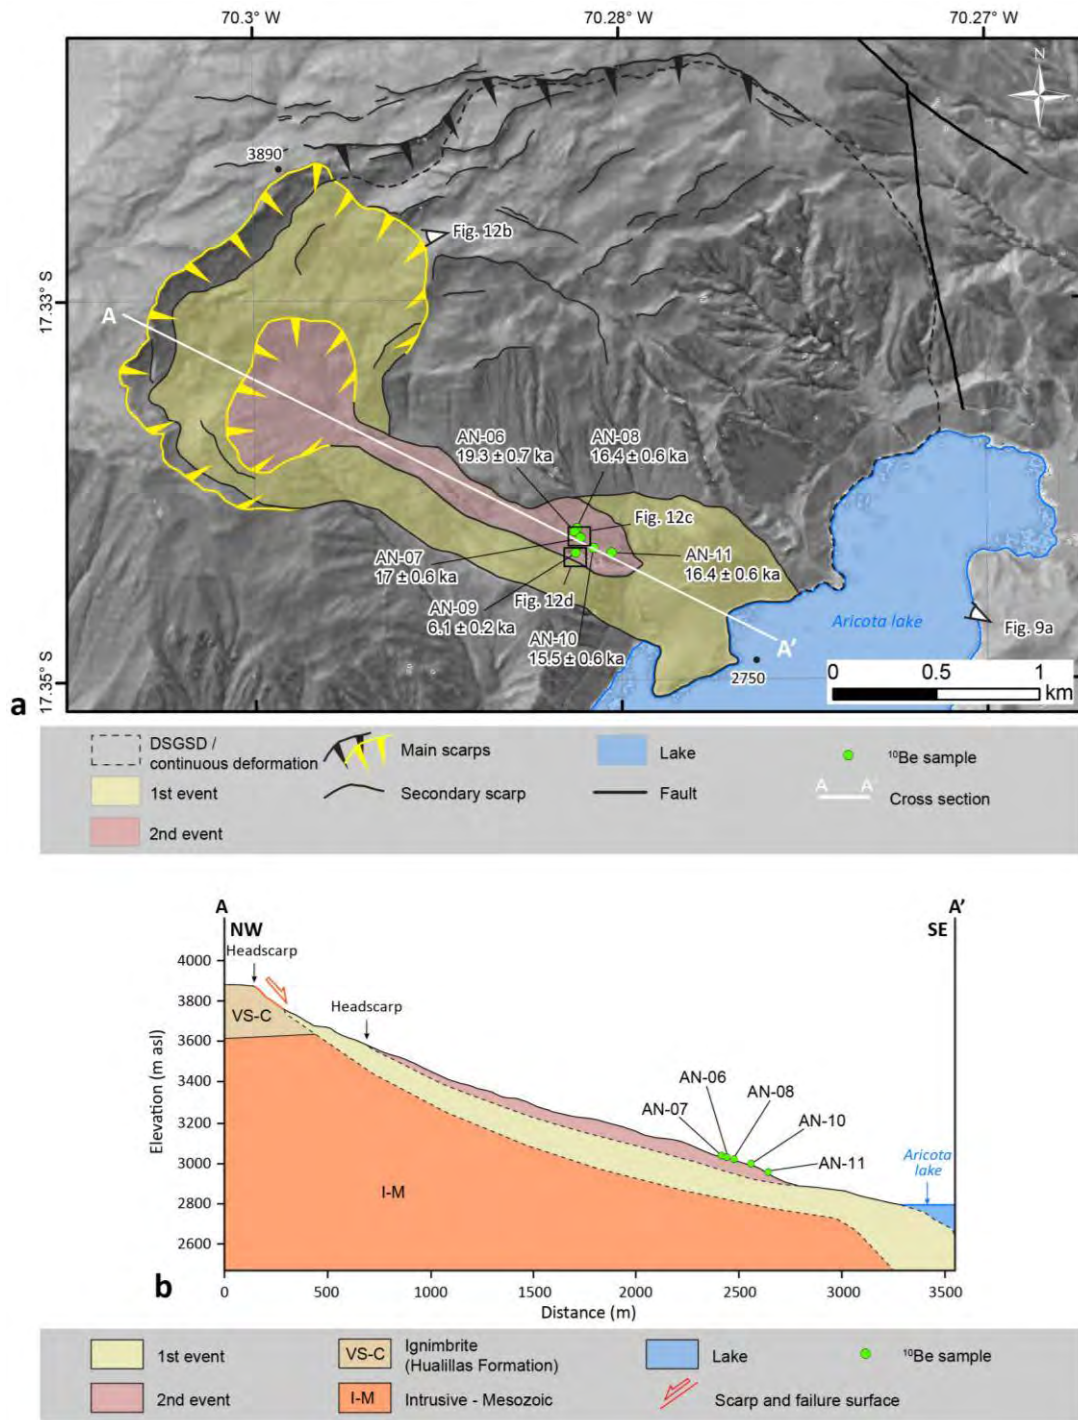 70.3° W
70.28° W
70.27° W
N
3890
Fig. 12b
17.33° S
A
AN-06
19.3 ± 0.7 ka
AN-08
16.4 ± 0.6 ka
Fig. 12c
AN-07
17 ± 0.6 ka
AN-11
16.4 ± 0.6 ka
AN-09
6.1 ± 0.2 ka
Fig. 12d
AN-10
15.5 ± 0.6 ka
A'
Aricota lake
Fig. 9a
2750
17.35° S
0 0.5 1
km
a
DSGSD /
continuous deformation
Main scarps
Lake
¹⁰Be sample
1st event
Secondary scarp
Fault
A A'
Cross section
2nd event
A
A'
NW
SE
Headscarp
Headscarp
4000
3800
3600
3400
3200
3000
2800
2600
Elevation (m asl)
VS-C
I-M
AN-06
AN-08
AN-07
AN-10
AN-11
Aricota
lake
b
0 500 1000 1500 2000 2500 3000 3500
Distance (m)
1st event
VS-C
Ignimbrite
(Hualillas Formation)
Lake
¹⁰Be sample
2nd event
I-M
Intrusive - Mesozoic
Scarp and failure surface